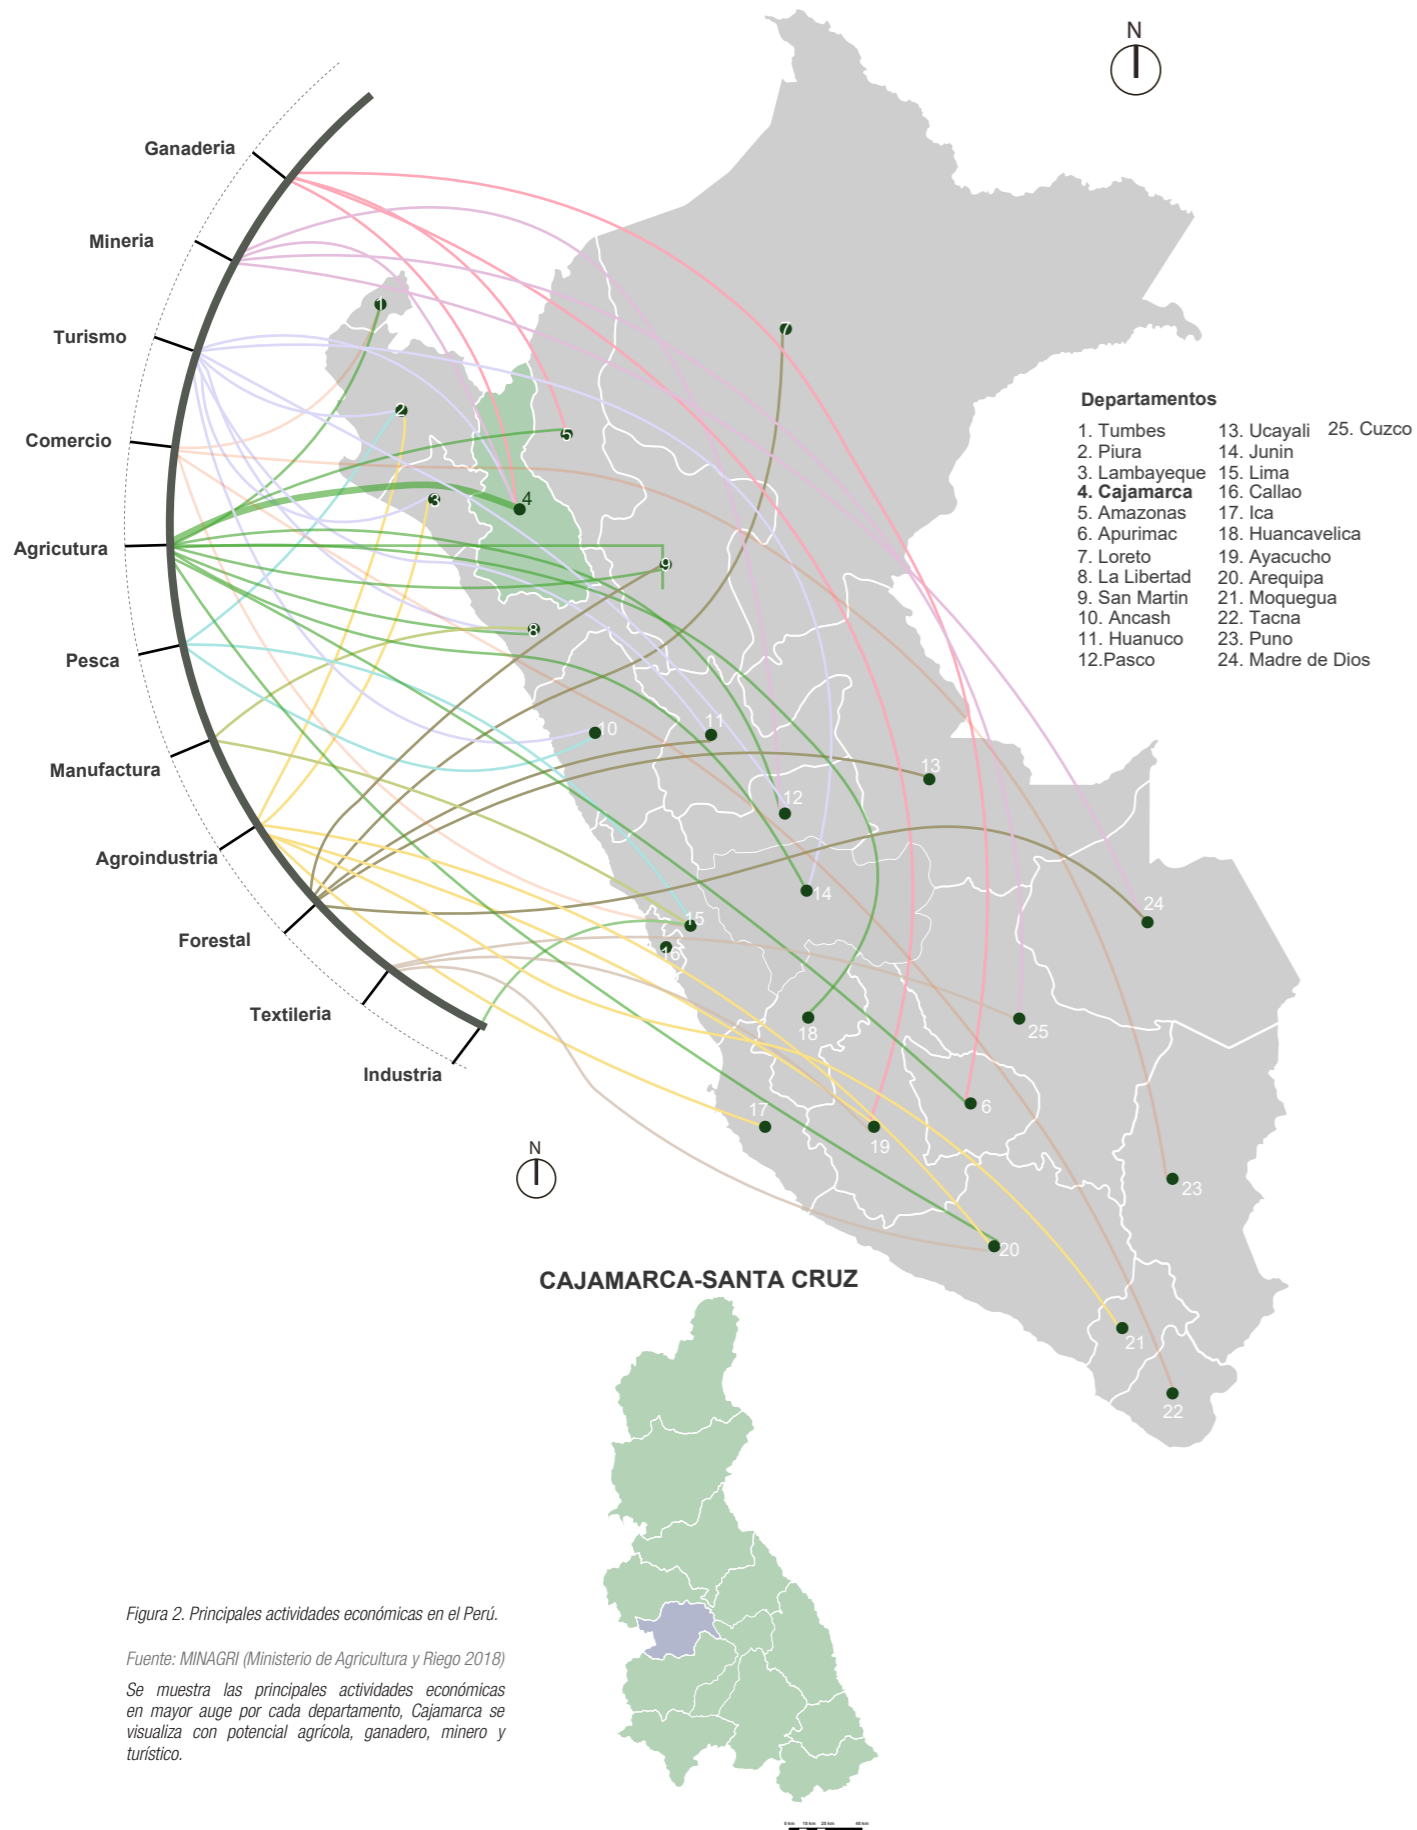 N
Ganaderia
Mineria
Turismo
Comercio
Agricutura
Pesca
Manufactura
Agroindustria
Forestal
Textileria
Industria
1
2
3
4
5
7
9
8
10
11
12
13
14
15
16
24
18
25
17
19
6
23
20
21
22
Departamentos
1. Tumbes
2. Piura
3. Lambayeque
4. Cajamarca
5. Amazonas
6. Apurimac
7. Loreto
8. La Libertad
9. San Martin
10. Ancash
11. Huanuco
12.Pasco
13. Ucayali
14. Junin
15. Lima
16. Callao
17. Ica
18. Huancavelica
19. Ayacucho
20. Arequipa
21. Moquegua
22. Tacna
23. Puno
24. Madre de Dios
25. Cuzco
N
CAJAMARCA-SANTA CRUZ
Figura 2. Principales actividades económicas en el Perú.
Fuente: MINAGRI (Ministerio de Agricultura y Riego 2018)
Se muestra las principales actividades económicas
en mayor auge por cada departamento, Cajamarca se
visualiza con potencial agrícola, ganadero, minero y
turístico.